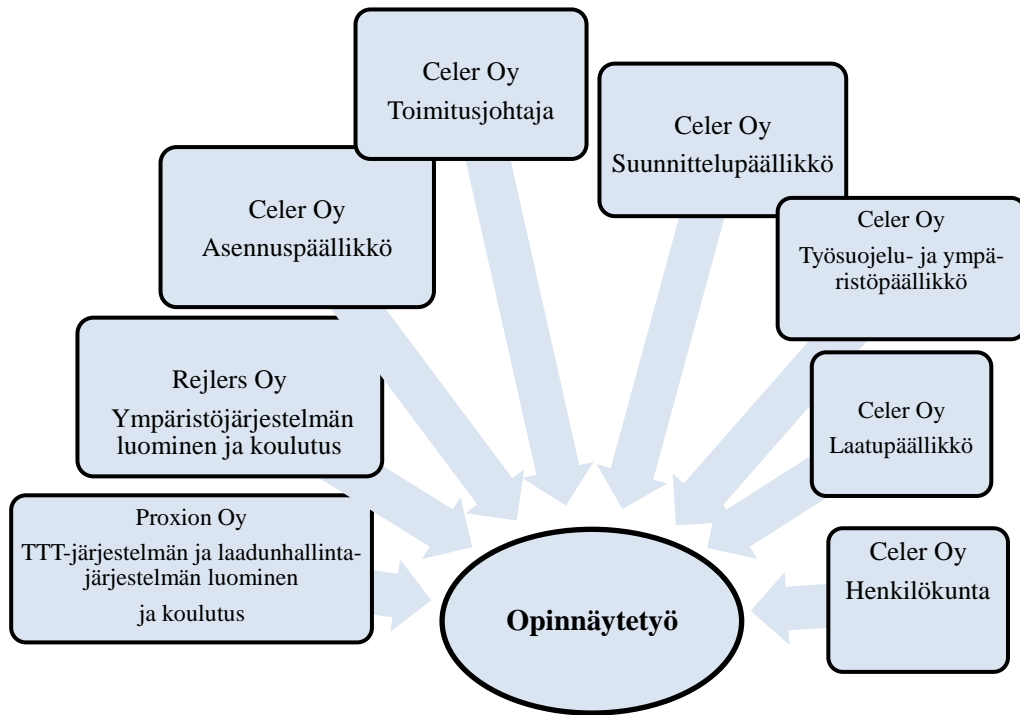 Celer Oy
Toimitusjohtaja
Celer Oy
Suunnittelupäällikkö
Celer Oy
Asennuspäällikkö
Celer Oy
Työsuojelu- ja ympä-
ristöpäällikkö
Rejlers Oy
Ympäristöjärjestelmän
luominen ja koulutus
Celer Oy
Laatupäällikkö
Proxion Oy
TTT-järjestelmän ja laadunhallinta-
järjestelmän luominen
ja koulutus
Celer Oy
Henkilökunta
Opinnäytetyö